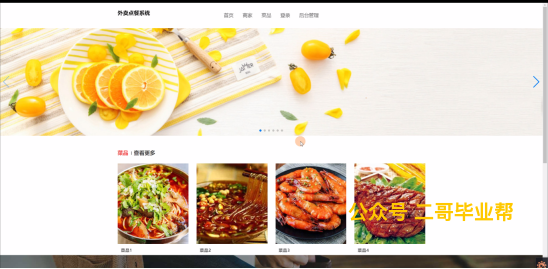 外卖点餐系统
首页 商家 菜品 登录 后台管理
菜品 | 查看更多
公众号 二哥毕业帮
菜品1 菜品2 菜品3 菜品4